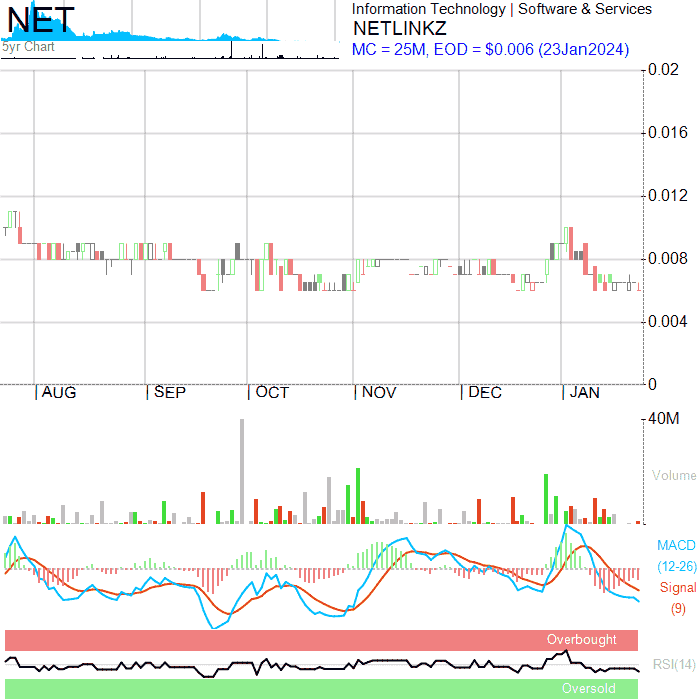 NET
Information Technology | Software & Services
NETLINKZ
5yr Chart
MC = 25M, EOD = $0.006 (23Jan2024)
0.02
0.016
0.012
0.008
0.004
0
| AUG | SEP | OCT | NOV | DEC | JAN
40M
Volume
MACD
(12-26)
Signal
(9)
Overbought
RSI(14)
Oversold